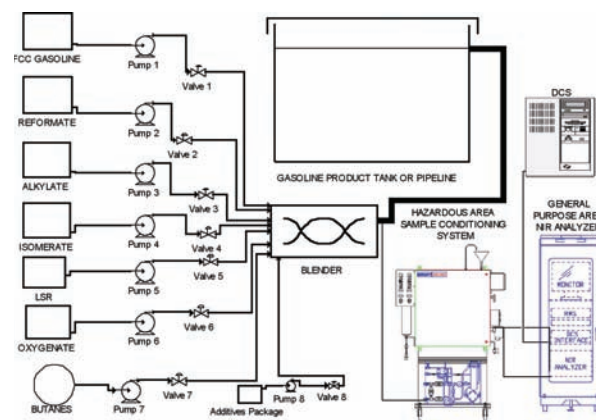 FCC GASOLINE
Pump 1
Valve 1
REFORMATE
Pump 2
Valve 2
ALKYLATE
Pump 3
Valve 3
ISOMERATE
Pump 4
Valve 4
LSR
Pump 5
Valve 5
OXYGENATE
Pump 6
Valve 6
BUTANES
Pump 7
Valve 7
Additives Package
Pump 8
Valve 8
BLENDER
GASOLINE PRODUCT TANK OR PIPELINE
HAZARDOUS AREA
SAMPLE CONDITIONING
SYSTEM
DCS
GENERAL
PURPOSE AREA
NIR ANALYZER
MONITOR
INTERFACE
NIR
ANALYZER